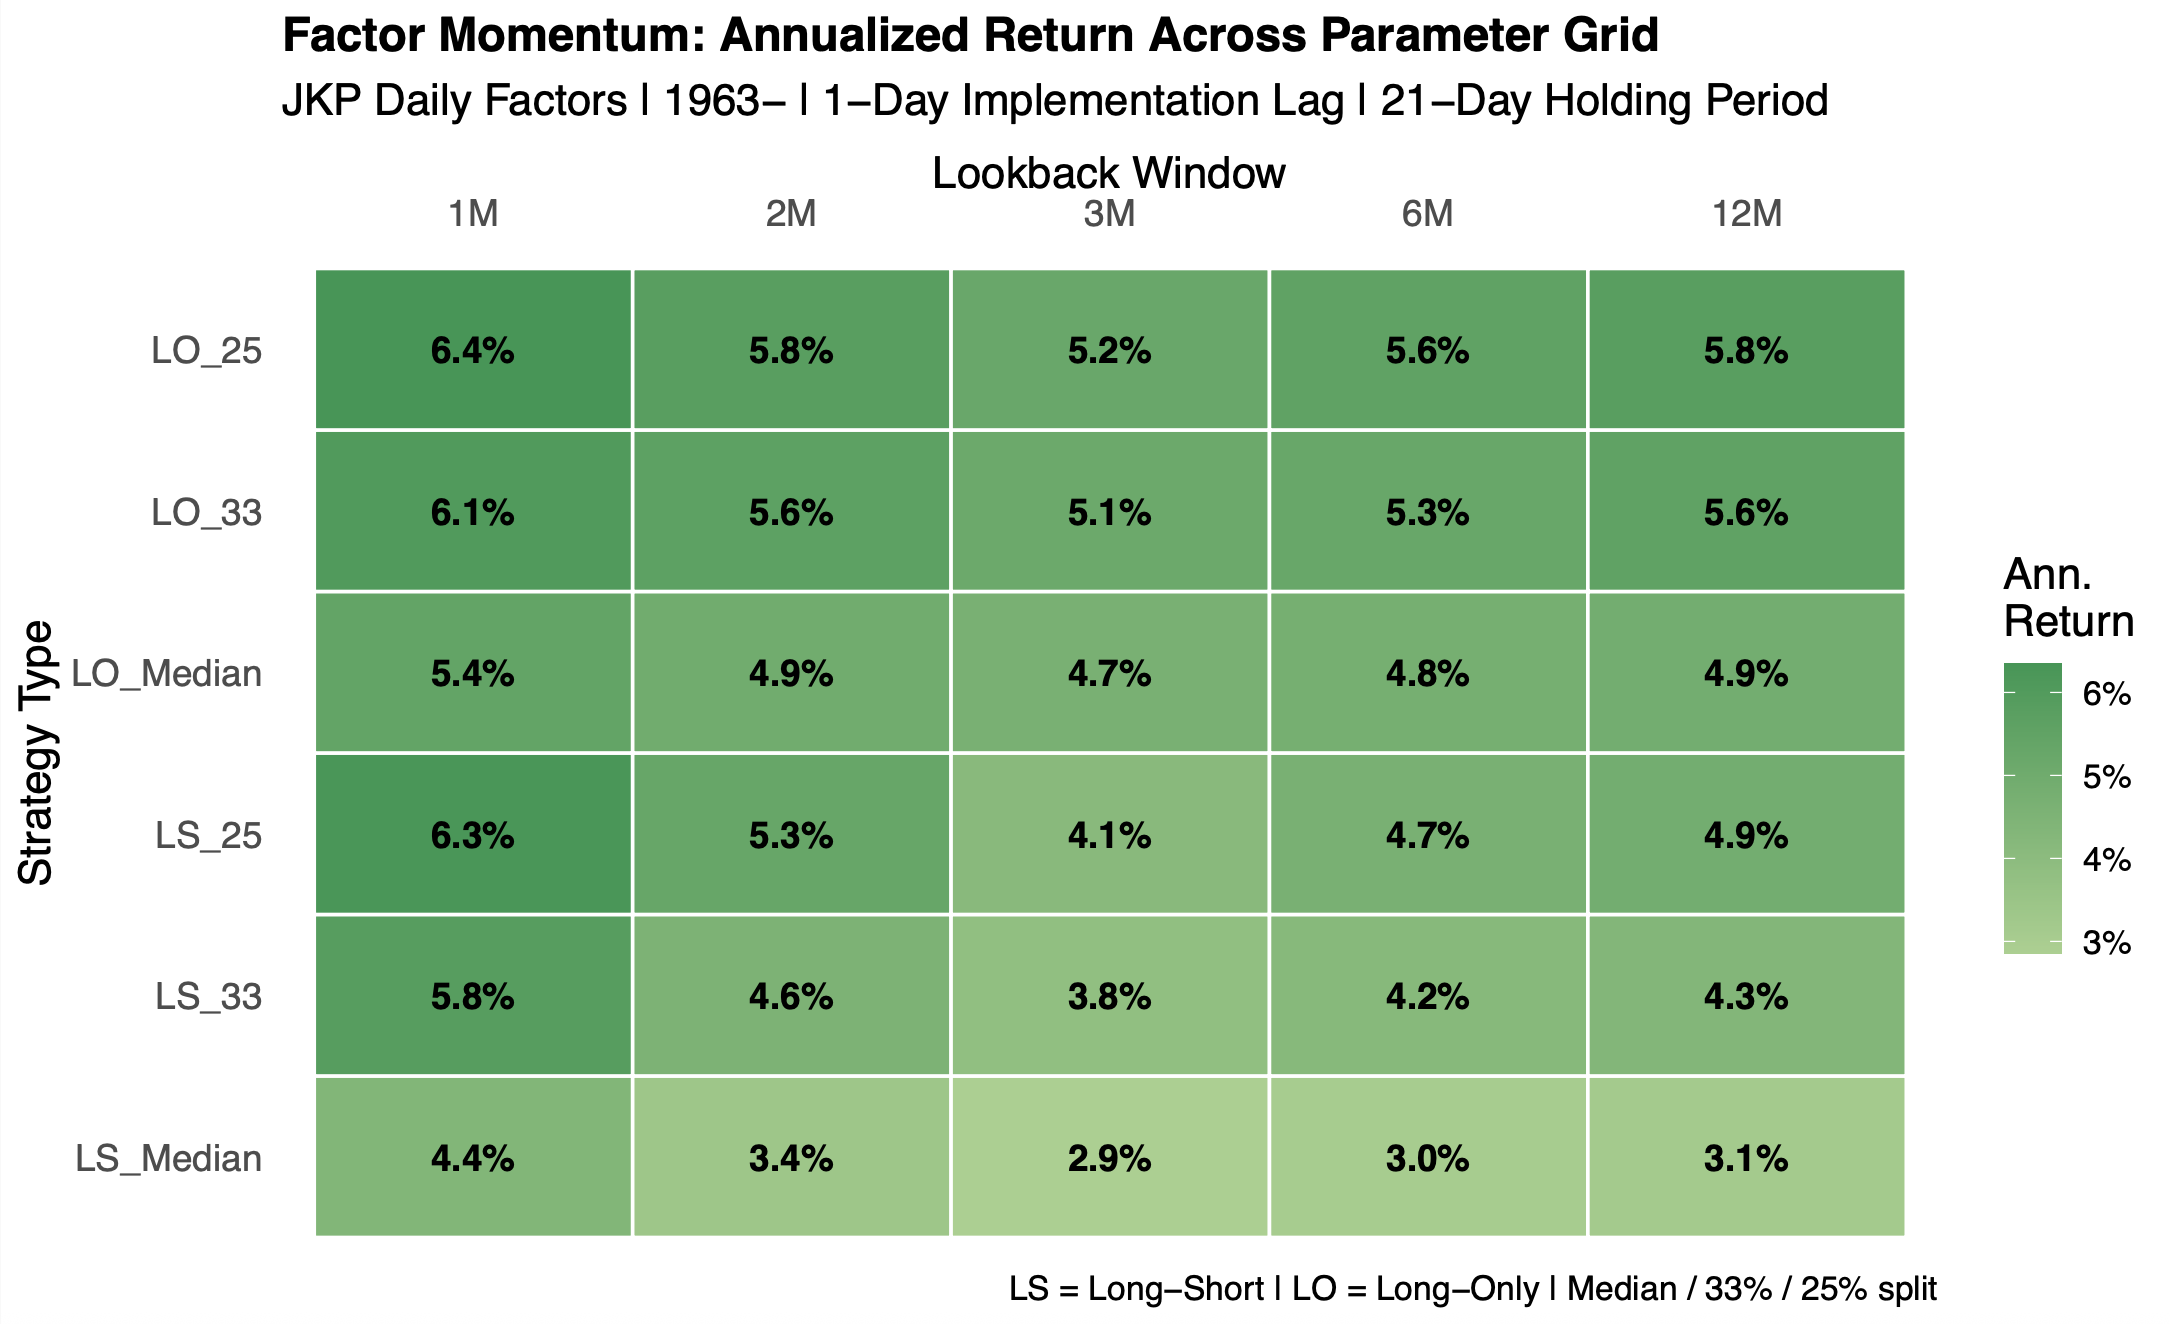 Factor Momentum: Annualized Return Across Parameter Grid
JKP Daily Factors | 1963– | 1–Day Implementation Lag | 21–Day Holding Period
Lookback Window
1M 2M 3M 6M 12M
Strategy Type
LO_25 6.4% 5.8% 5.2% 5.6% 5.8%
LO_33 6.1% 5.6% 5.1% 5.3% 5.6%
LO_Median 5.4% 4.9% 4.7% 4.8% 4.9%
LS_25 6.3% 5.3% 4.1% 4.7% 4.9%
LS_33 5.8% 4.6% 3.8% 4.2% 4.3%
LS_Median 4.4% 3.4% 2.9% 3.0% 3.1%
Ann.
Return
6%
5%
4%
3%
LS = Long–Short | LO = Long–Only | Median / 33% / 25% split